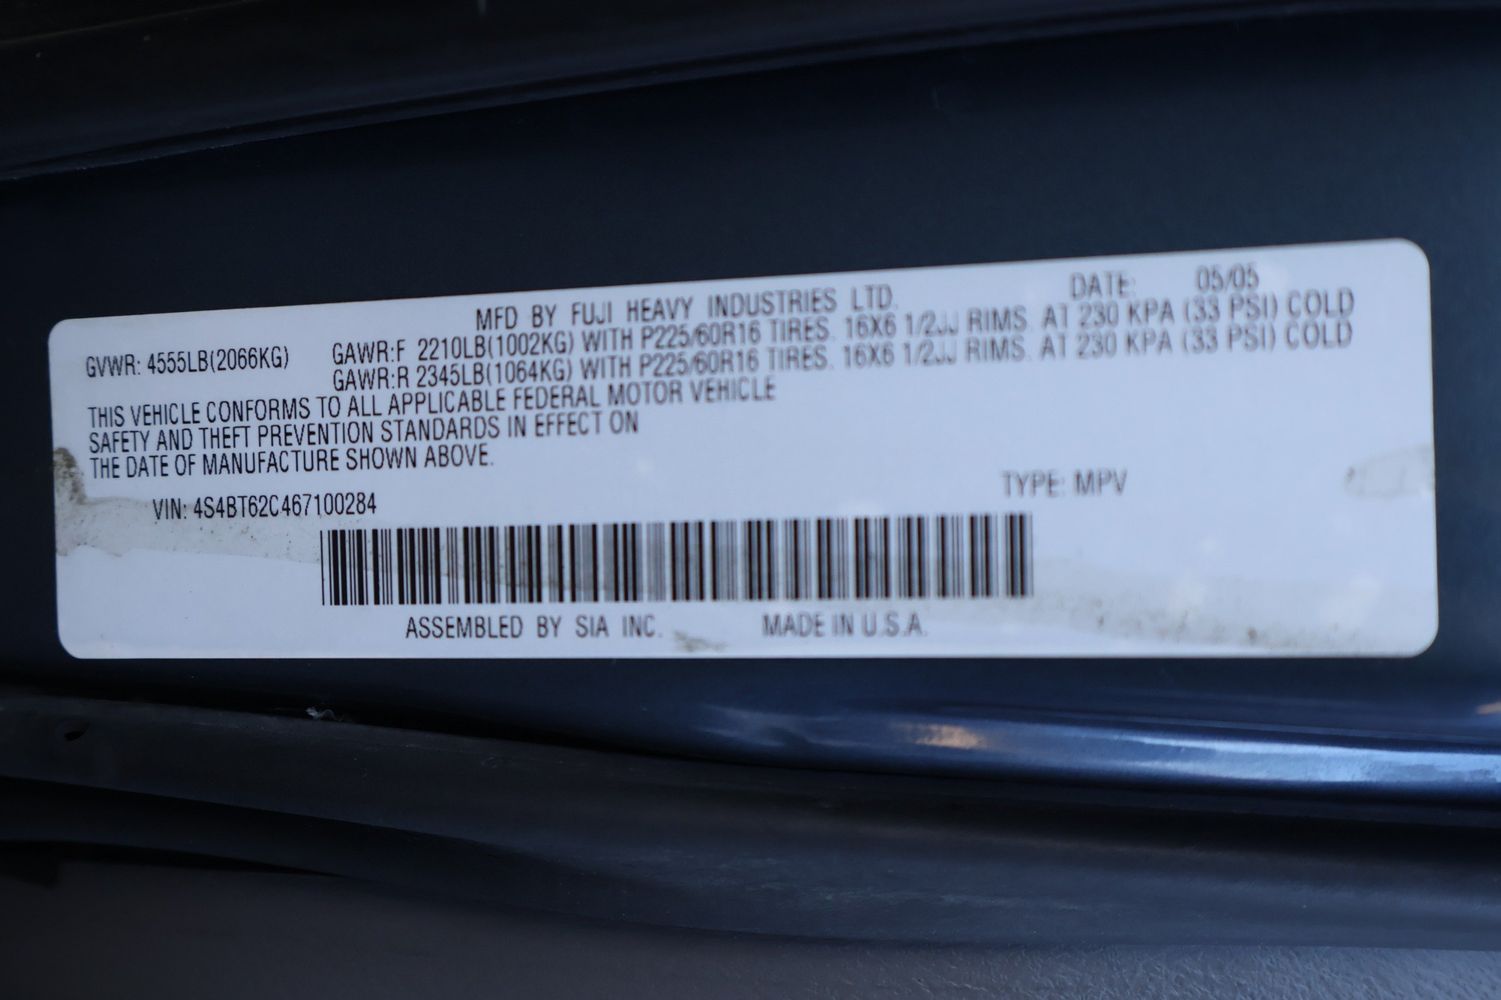 MFD BY FUJI HEAVY INDUSTRIES LTD. DATE: 05/05
GVWR: 4555LB(2066KG) GAWR:F 2210LB(1002KG) WITH P225/60R16 TIRES. 16X6 1/2JJ RIMS. AT 230 KPA (33 PSI) COLD
GAWR:R 2345LB(1064KG) WITH P225/60R16 TIRES. 16X6 1/2JJ RIMS. AT 230 KPA (33 PSI) COLD
THIS VEHICLE CONFORMS TO ALL APPLICABLE FEDERAL MOTOR VEHICLE
SAFETY AND THEFT PREVENTION STANDARDS IN EFFECT ON
THE DATE OF MANUFACTURE SHOWN ABOVE.
VIN: 4S4BT62C467100284 TYPE: MPV
ASSEMBLED BY SIA INC. MADE IN U.S.A.